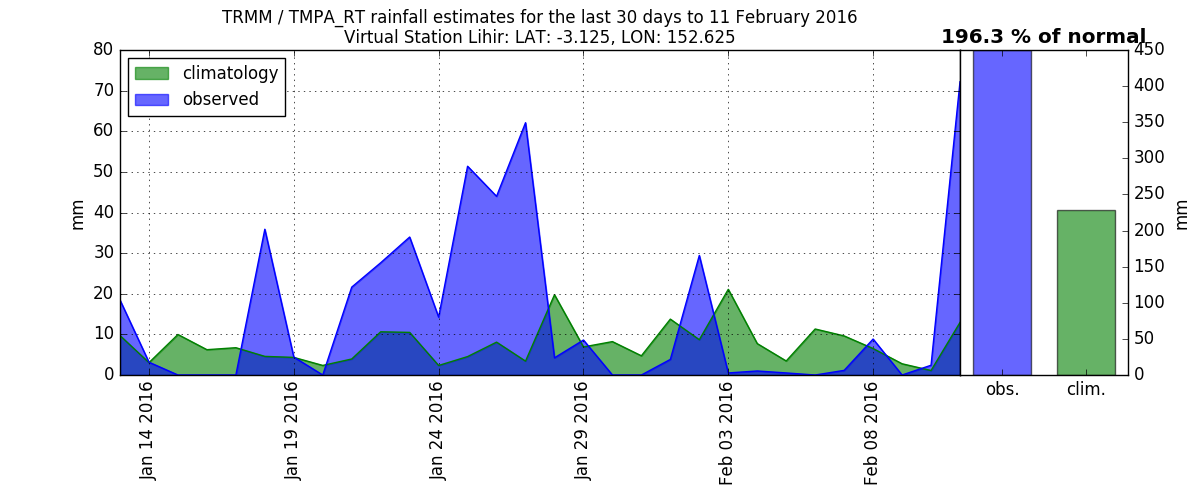 TRMM / TMPA_RT rainfall estimates for the last 30 days to 11 February 2016
Virtual Station Lihir: LAT: -3.125, LON: 152.625
196.3 % of normal
climatology
observed
mm
80
70
60
50
40
30
20
10
0
Jan 14 2016
Jan 19 2016
Jan 24 2016
Jan 29 2016
Feb 03 2016
Feb 08 2016
obs.
clim.
450
400
350
300
250
200
150
100
50
0
mm